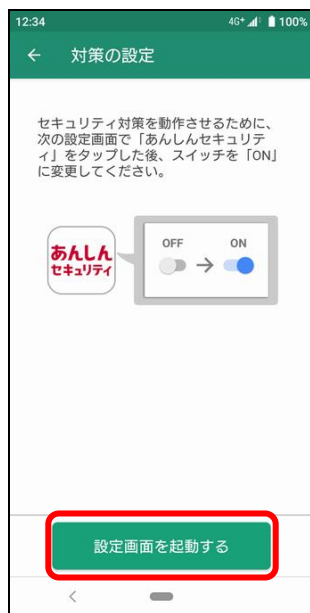 12:34 4G+ 100%
← 対策の設定
セキュリティ対策を動作させるために、
次の設定画面で「あんしんセキュリテ
ィ」をタップした後、スイッチを「ON」
に変更してください。
あんしん
セキュリティ
OFF → ON
設定画面を起動する